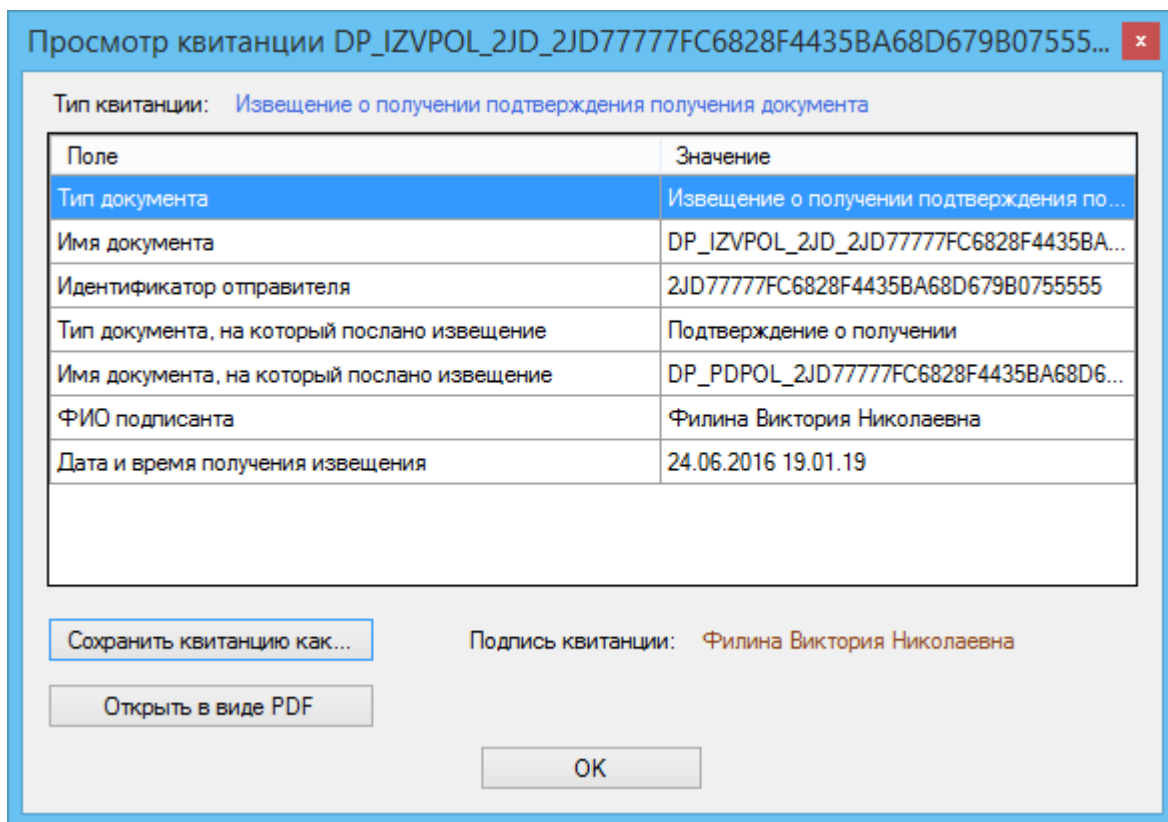 Просмотр квитанции DP_IZVPOL_2JD_2JD77777FC6828F4435BA68D679B07555... x
Тип квитанции: Извещение о получении подтверждения получения документа
Поле Значение
Тип документа Извещение о получении подтверждения по...
Имя документа DP_IZVPOL_2JD_2JD77777FC6828F4435BA...
Идентификатор отправителя 2JD77777FC6828F4435BA68D679B0755555
Тип документа, на который послано извещение Подтверждение о получении
Имя документа, на который послано извещение DP_PDPOL_2JD77777FC6828F4435BA68D6...
ФИО подписанта Филина Виктория Николаевна
Дата и время получения извещения 24.06.2016 19.01.19
Сохранить квитанцию как... Подпись квитанции: Филина Виктория Николаевна
Открыть в виде PDF
OK